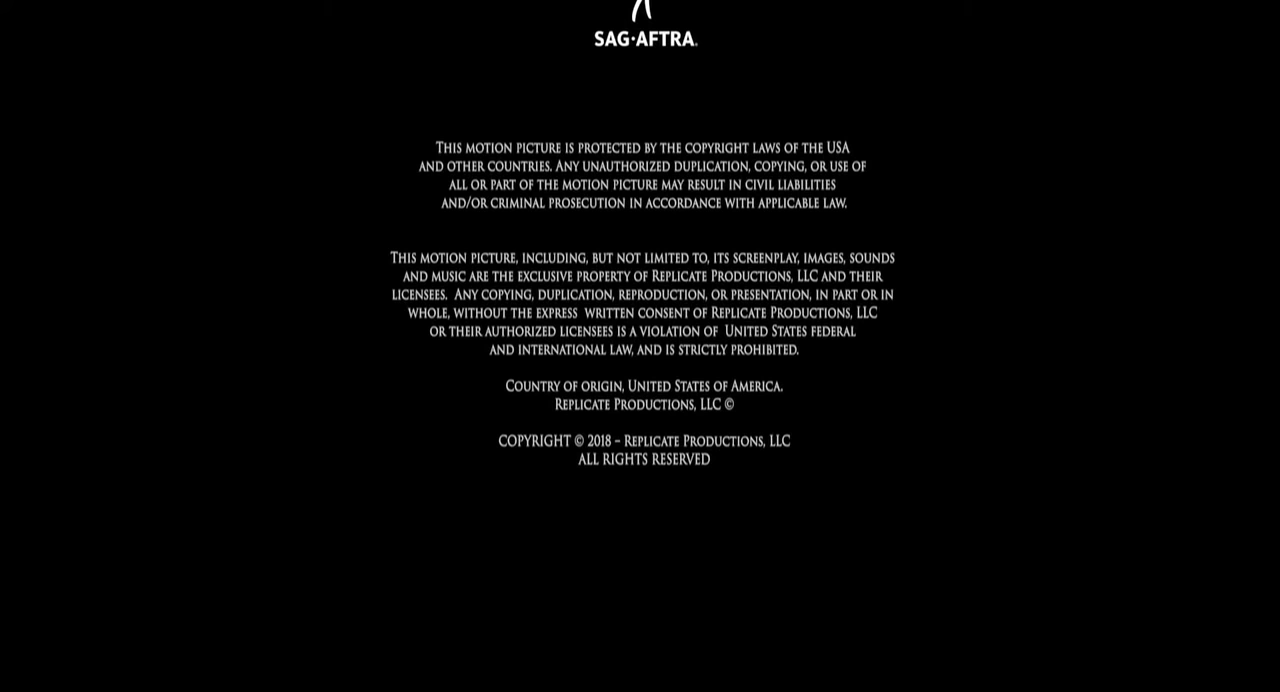 SAG·AFTRA®
This motion picture is protected by the copyright laws of the USA
and other countries. Any unauthorized duplication, copying, or use of
all or part of the motion picture may result in civil liabilities
and/or criminal prosecution in accordance with applicable law.
This motion picture, including, but not limited to, its screenplay, images, sounds
and music are the exclusive property of Replicate Productions, LLC and their
licensees. Any copying, duplication, reproduction, or presentation, in part or in
whole, without the express written consent of Replicate Productions, LLC
or their authorized licensees is a violation of United States federal
and international law, and is strictly prohibited.
Country of origin, United States of America.
Replicate Productions, LLC ©
COPYRIGHT © 2018 – Replicate Productions, LLC
ALL RIGHTS RESERVED